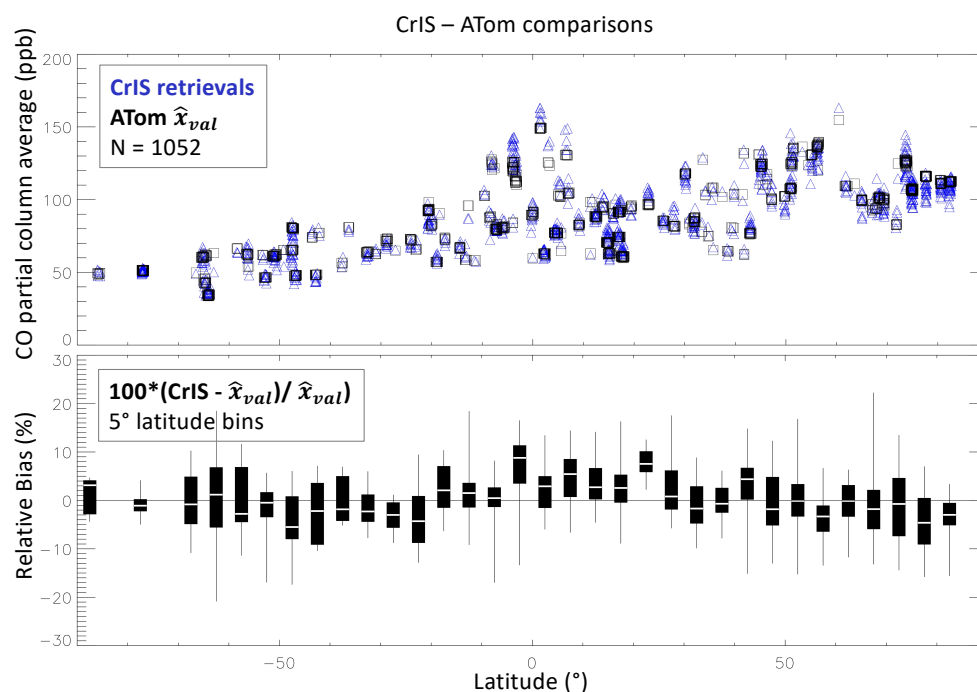 CrIS – ATom comparisons
CO partial column average (ppb)
200
150
100
50
0
CrIS retrievals
ATom x̂val
N = 1052
Relative Bias (%)
30
20
10
0
−10
−20
−30
100*(CrIS - x̂val)/ x̂val)
5° latitude bins
−50
0
50
Latitude (°)